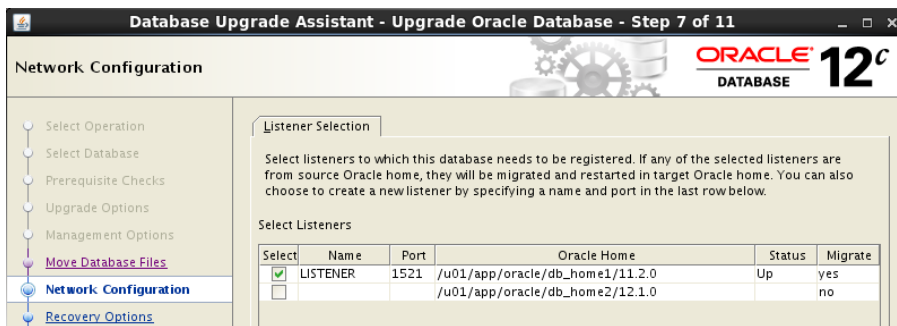 Database Upgrade Assistant - Upgrade Oracle Database - Step 7 of 11
Network Configuration
ORACLE
DATABASE
12c
Select Operation
Select Database
Prerequisite Checks
Upgrade Options
Management Options
Move Database Files
Network Configuration
Recovery Options
Listener Selection
Select listeners to which this database needs to be registered. If any of the selected listeners are
from source Oracle home, they will be migrated and restarted in target Oracle home. You can also
choose to create a new listener by specifying a name and port in the last row below.
Select Listeners
Select Name Port Oracle Home Status Migrate
LISTENER 1521 /u01/app/oracle/db_home1/11.2.0 Up yes
/u01/app/oracle/db_home2/12.1.0 no